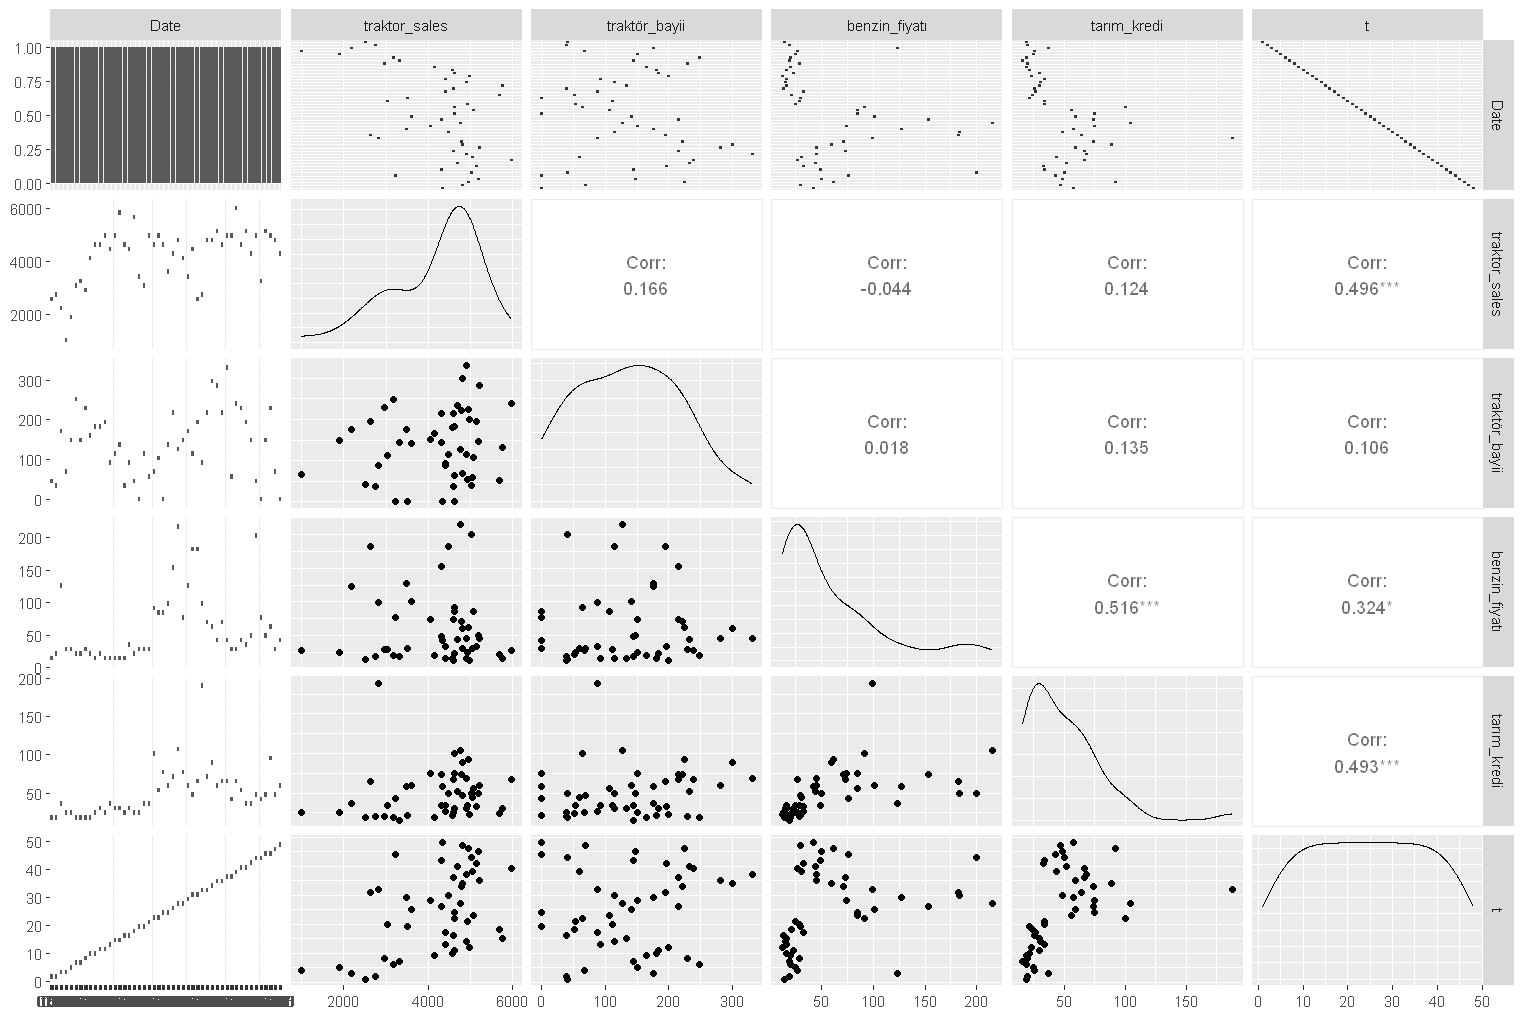 Date
traktor_sales
traktör_bayii
benzin_fiyatı
tarım_kredi
t
1.00
0.75
0.50
0.25
0.00
Date
6000
4000
2000
Corr:
0.166
Corr:
-0.044
Corr:
0.124
Corr:
0.496***
traktor_sales
300
200
100
0
Corr:
0.018
Corr:
0.135
Corr:
0.106
traktör_bayii
200
150
100
50
0
Corr:
0.516***
Corr:
0.324*
benzin_fiyatı
200
150
100
50
Corr:
0.493***
tarım_kredi
50
40
30
20
10
0
t
2000 4000 6000
0 100 200 300
50 100 150 200
50 100 150
0 10 20 30 40 50